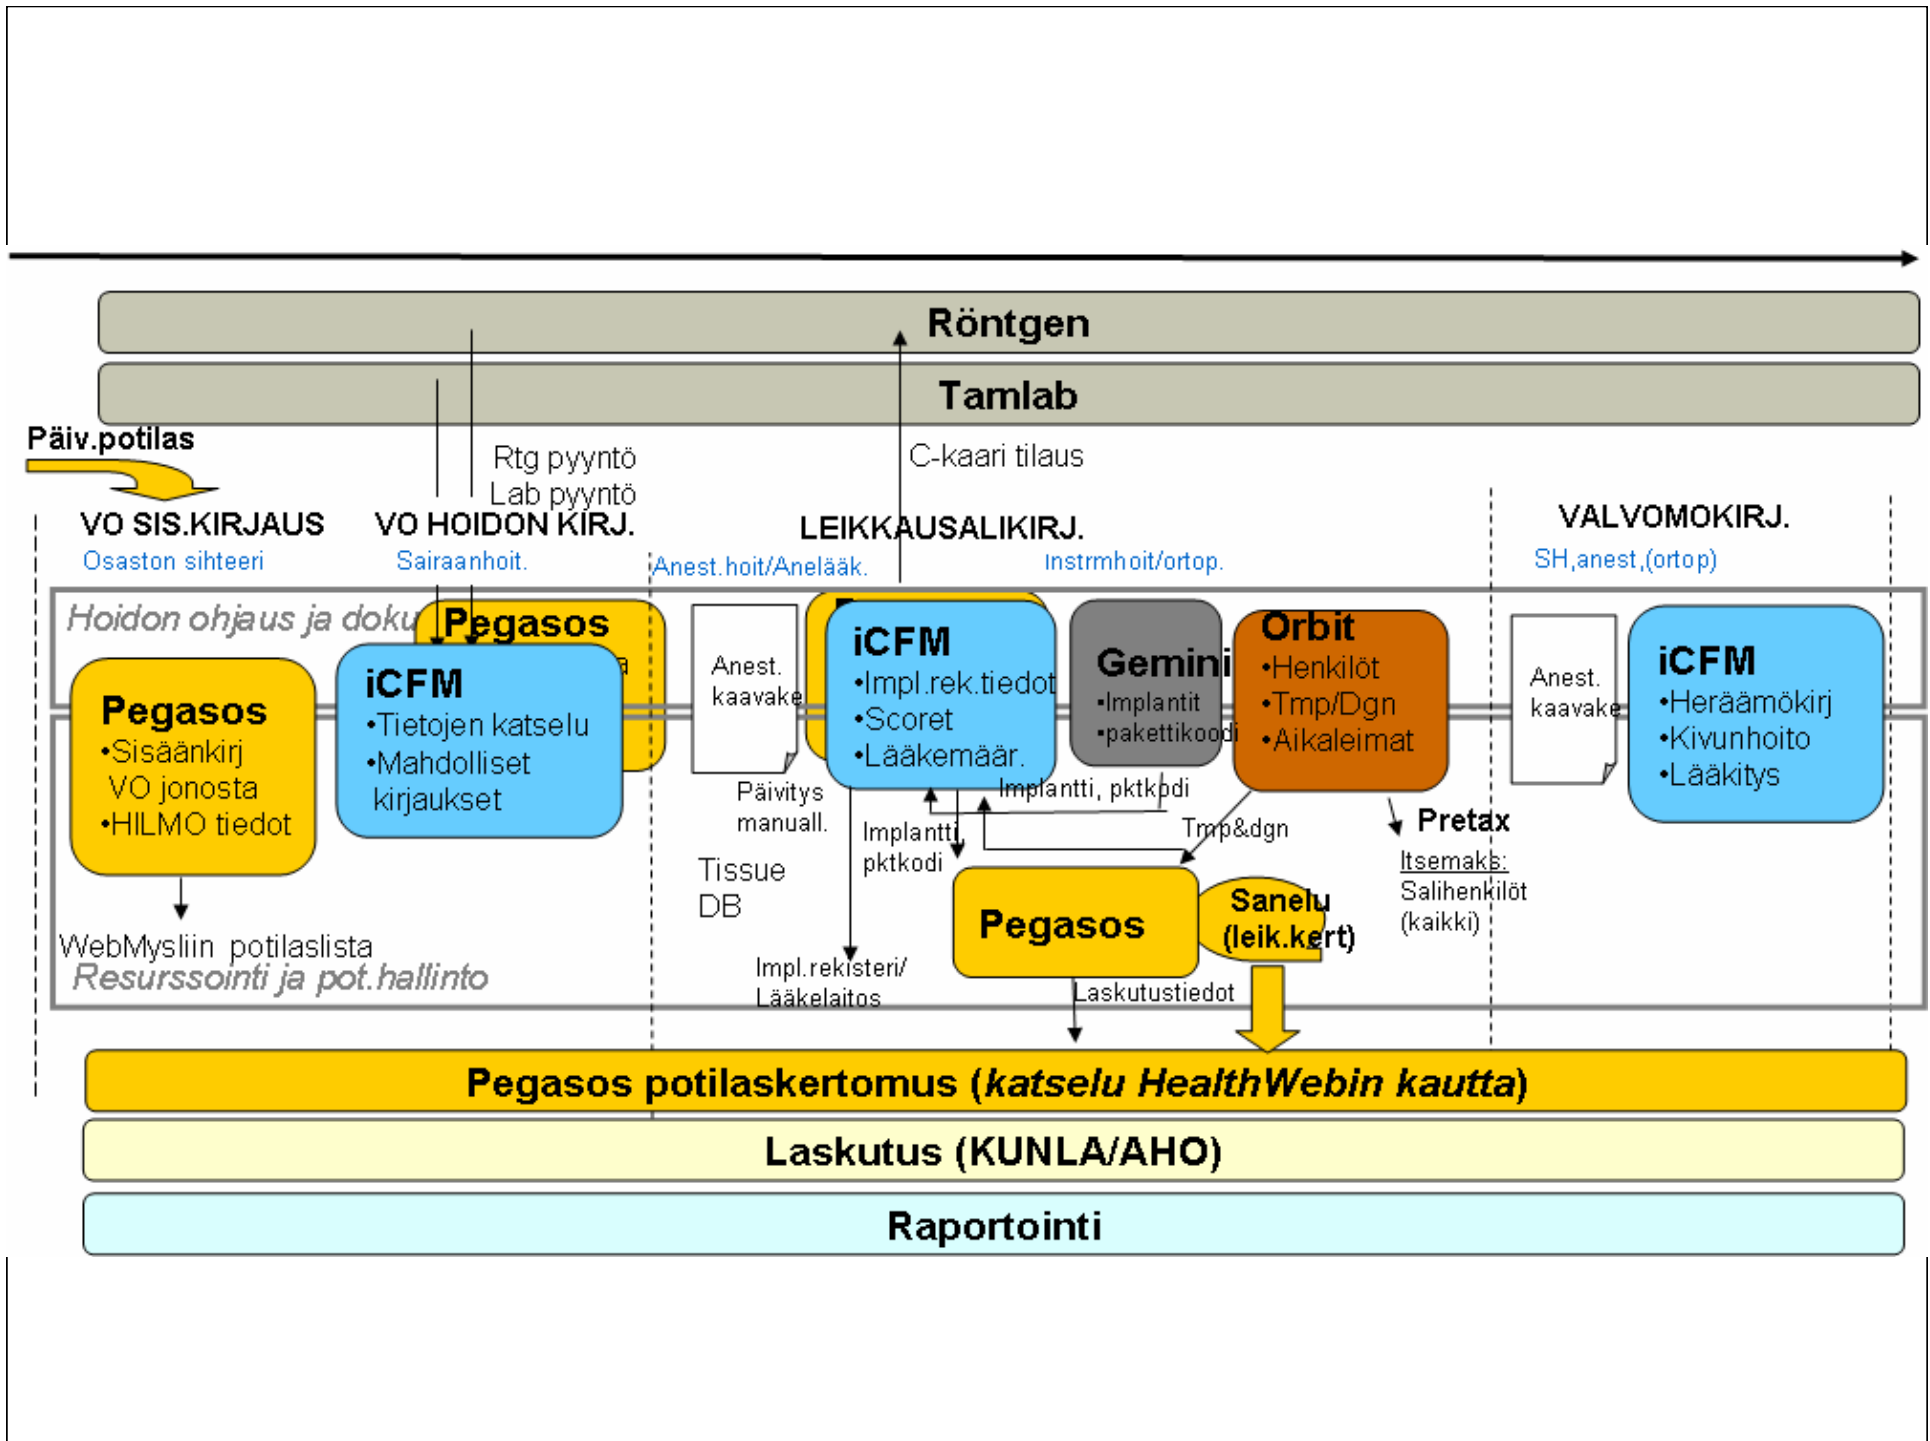 Röntgen
Tamlab
Päiv.potilas
Rtg pyyntö
Lab pyyntö
C-kaari tilaus
VO SIS.KIRJAUS
Osaston sihteeri
VO HOIDON KIRJ.
Sairaanhoit.
LEIKKAUSALIKIRJ.
Anest.hoit/Anelääk.
Instrmhoit/ortop.
VALVOMOKIRJ.
SH,anest,(ortop)
Hoidon ohjaus ja doku
Pegasos
•Sisäänkirj
VO jonosta
•HILMO tiedot
Pegasos
a
iCFM
•Tietojen katselu
•Mahdolliset
kirjaukset
Anest.
kaavake
iCFM
•Impl.rek.tiedot
•Scoret
•Lääkemäär.
Gemini
•Implantit
•pakettikoodi
Orbit
•Henkilöt
•Tmp/Dgn
•Aikaleimat
Anest.
kaavake
iCFM
•Heräämökirj
•Kivunhoito
•Lääkitys
Päivitys
manuall.
Implantti, pktkodi
Implantti,
pktkodi
Tmp&dgn
Pretax
Itsemaks:
Salihenkilöt
(kaikki)
Tissue
DB
Pegasos
Sanelu
(leik.kert)
WebMysliin potilaslista
Resurssointi ja pot.hallinto
Impl.rekisteri/
Lääkelaitos
Laskutustiedot
Pegasos potilaskertomus (katselu HealthWebin kautta)
Laskutus (KUNLA/AHO)
Raportointi